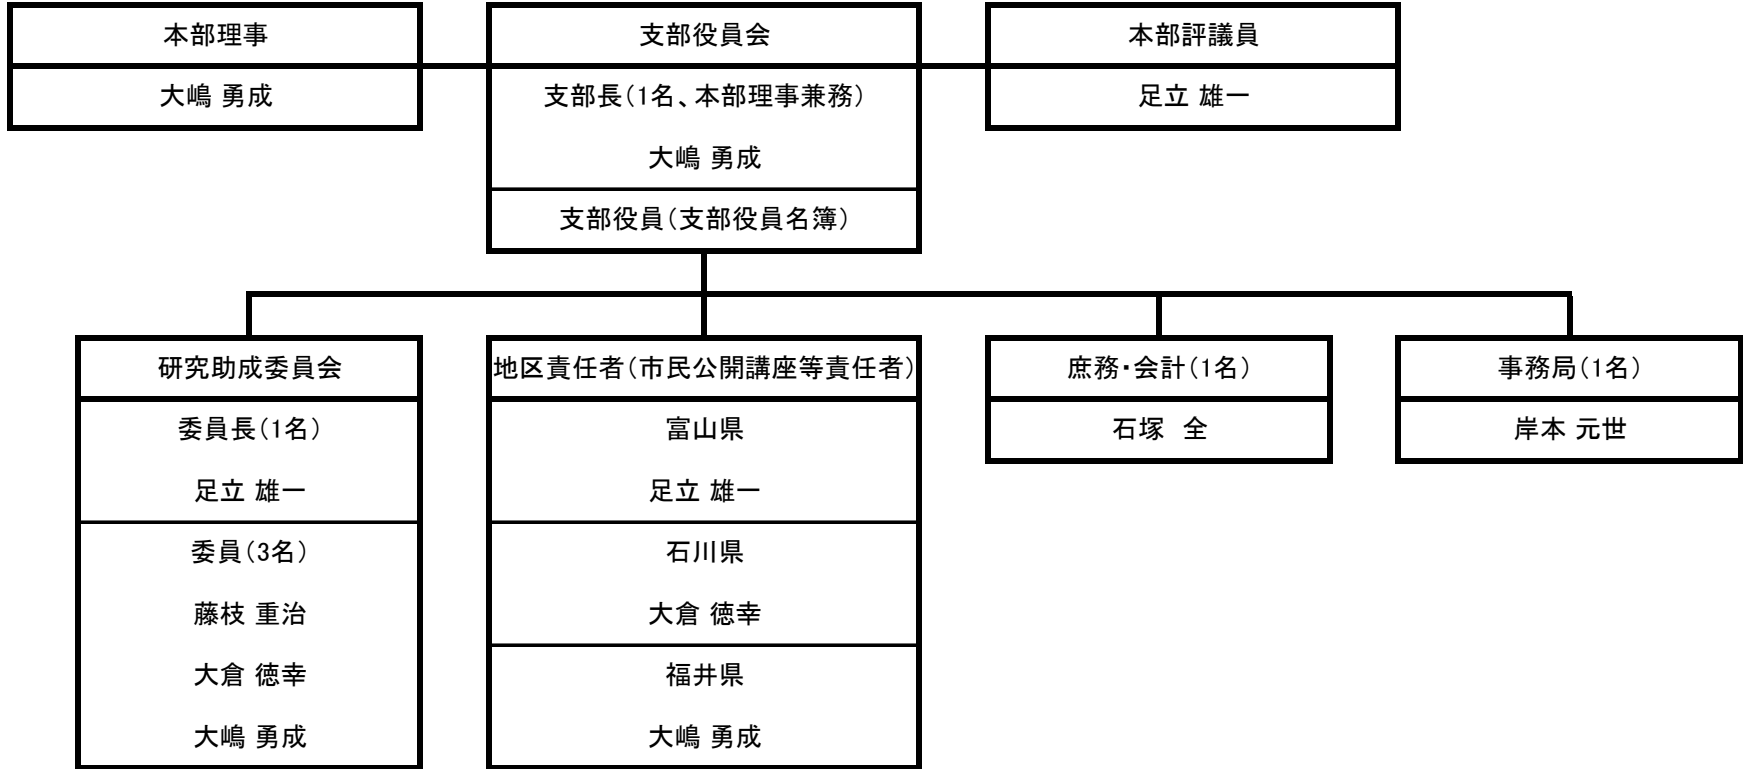 本部理事
大嶋 勇成
支部役員会
支部長(1名、本部理事兼務)
大嶋 勇成
支部役員(支部役員名簿)
本部評議員
足立 雄一
研究助成委員会
委員長(1名)
足立 雄一
委員(3名)
藤枝 重治
大倉 徳幸
大嶋 勇成
地区責任者(市民公開講座等責任者)
富山県
足立 雄一
石川県
大倉 徳幸
福井県
大嶋 勇成
庶務・会計(1名)
石塚　全
事務局(1名)
岸本 元世